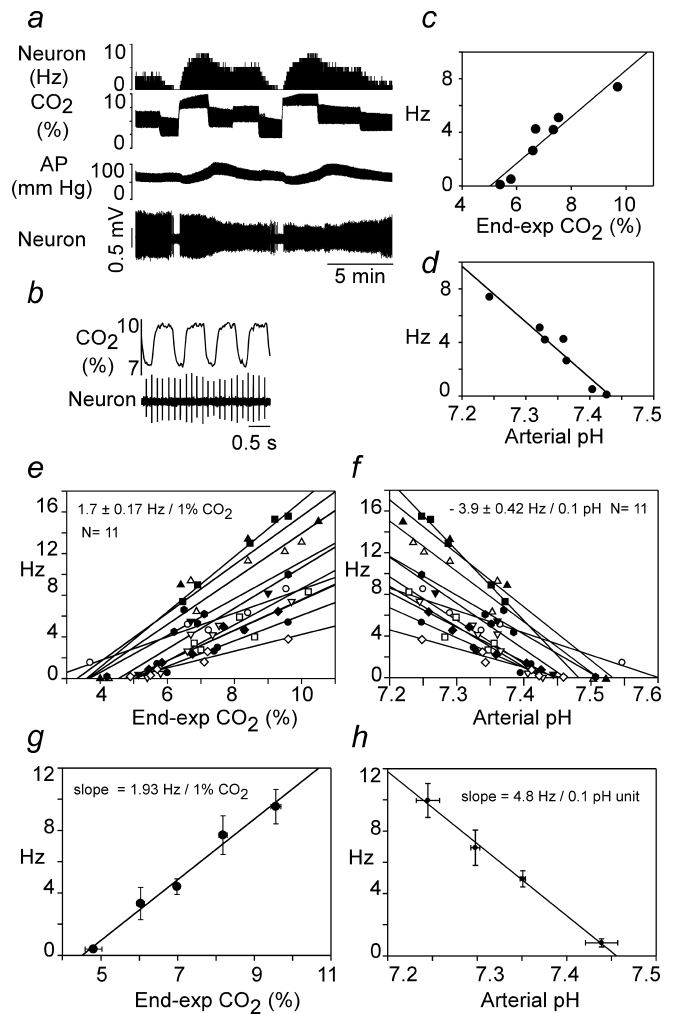 a
Neuron
(Hz)
10
0
CO2
(%)
10
0
AP
(mm Hg)
100
0
Neuron
0.5 mV
5 min
b
CO2
(%)
10
7
Neuron
0.5 s
c
Hz
8
4
0
4 6 8 10
End-exp CO2 (%)
d
Hz
8
4
0
7.2 7.3 7.4 7.5
Arterial pH
e
1.7 ± 0.17 Hz / 1% CO2
N= 11
Hz
16
12
8
4
0
4 6 8 10
End-exp CO2 (%)
f
- 3.9 ± 0.42 Hz / 0.1 pH N= 11
Hz
16
12
8
4
0
7.2 7.3 7.4 7.5 7.6
Arterial pH
g
slope = 1.93 Hz / 1% CO2
Hz
12
8
4
0
5 7 9 11
End-exp CO2 (%)
h
slope = 4.8 Hz / 0.1 pH unit
Hz
12
8
4
0
7.2 7.3 7.4 7.5
Arterial pH